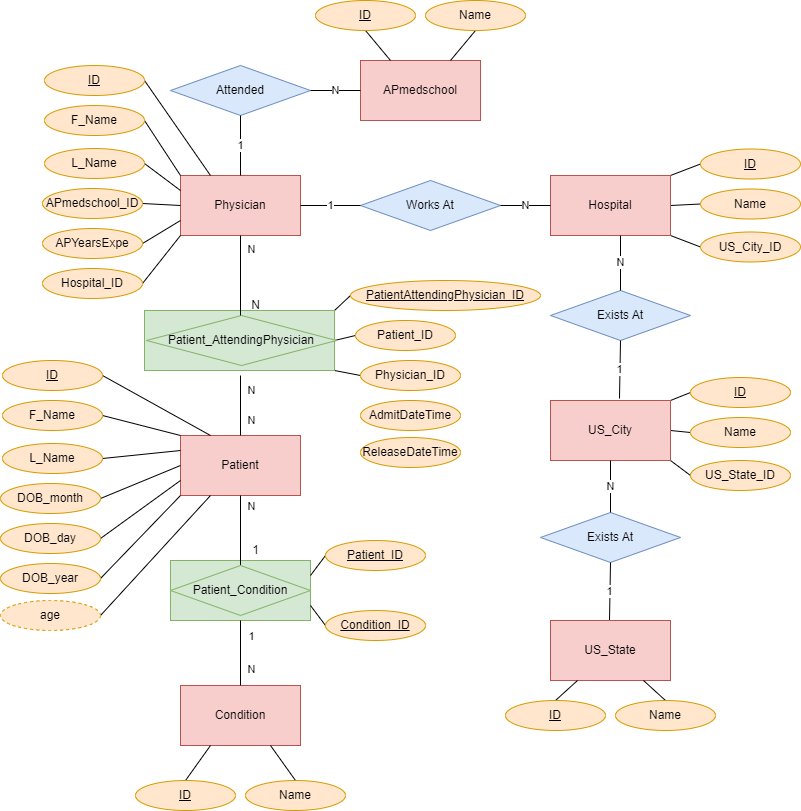 ID
Name
ID
Attended
N
APmedschool
F_Name
1
L_Name
ID
APmedschool_ID
Physician
1
Works At
N
Hospital
Name
APYearsExpe
US_City_ID
N
Hospital_ID
N
N
PatientAttendingPhysician_ID
Exists At
Patient_AttendingPhysician
Patient_ID
1
ID
Physician_ID
N
ID
F_Name
AdmitDateTime
N
US_City
Name
L_Name
Patient
ReleaseDateTime
US_State_ID
N
DOB_month
N
DOB_day
Exists At
1
Patient_ID
DOB_year
Patient_Condition
1
age
Condition_ID
1
US_State
N
Condition
ID
Name
ID
Name